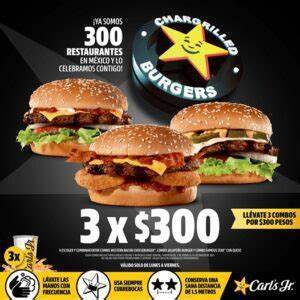 ¡YA SOMOS
300
RESTAURANTES
EN MÉXICO Y LO
CELEBRAMOS CONTIGO!
CHARGRILLED
BURGERS
3 x $300
LLÉVATE 3 COMBOS
POR $300 PESOS
VÁLIDO SOLO DE LUNES A VIERNES.
3x
Carl's Jr.
LÁVATE LAS
MANOS CON
FRECUENCIA
USA SIEMPRE
CUBREBOCAS
CONSERVA UNA
SANA DISTANCIA
DE 1.5 METROS
Carl's Jr.